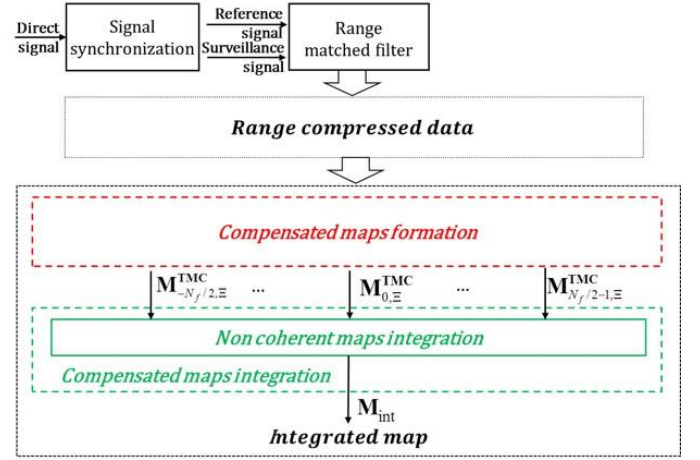 Direct
signal
Signal
synchronization
Reference
signal
Surveillance
signal
Range
matched filter
Range compressed data
Compensated maps formation
M^TMC_{-N_f/2,Ξ} ... M^TMC_{0,Ξ} ... M^TMC_{N_f/2-1,Ξ}
Non coherent maps integration
Compensated maps integration
M_int
Integrated map